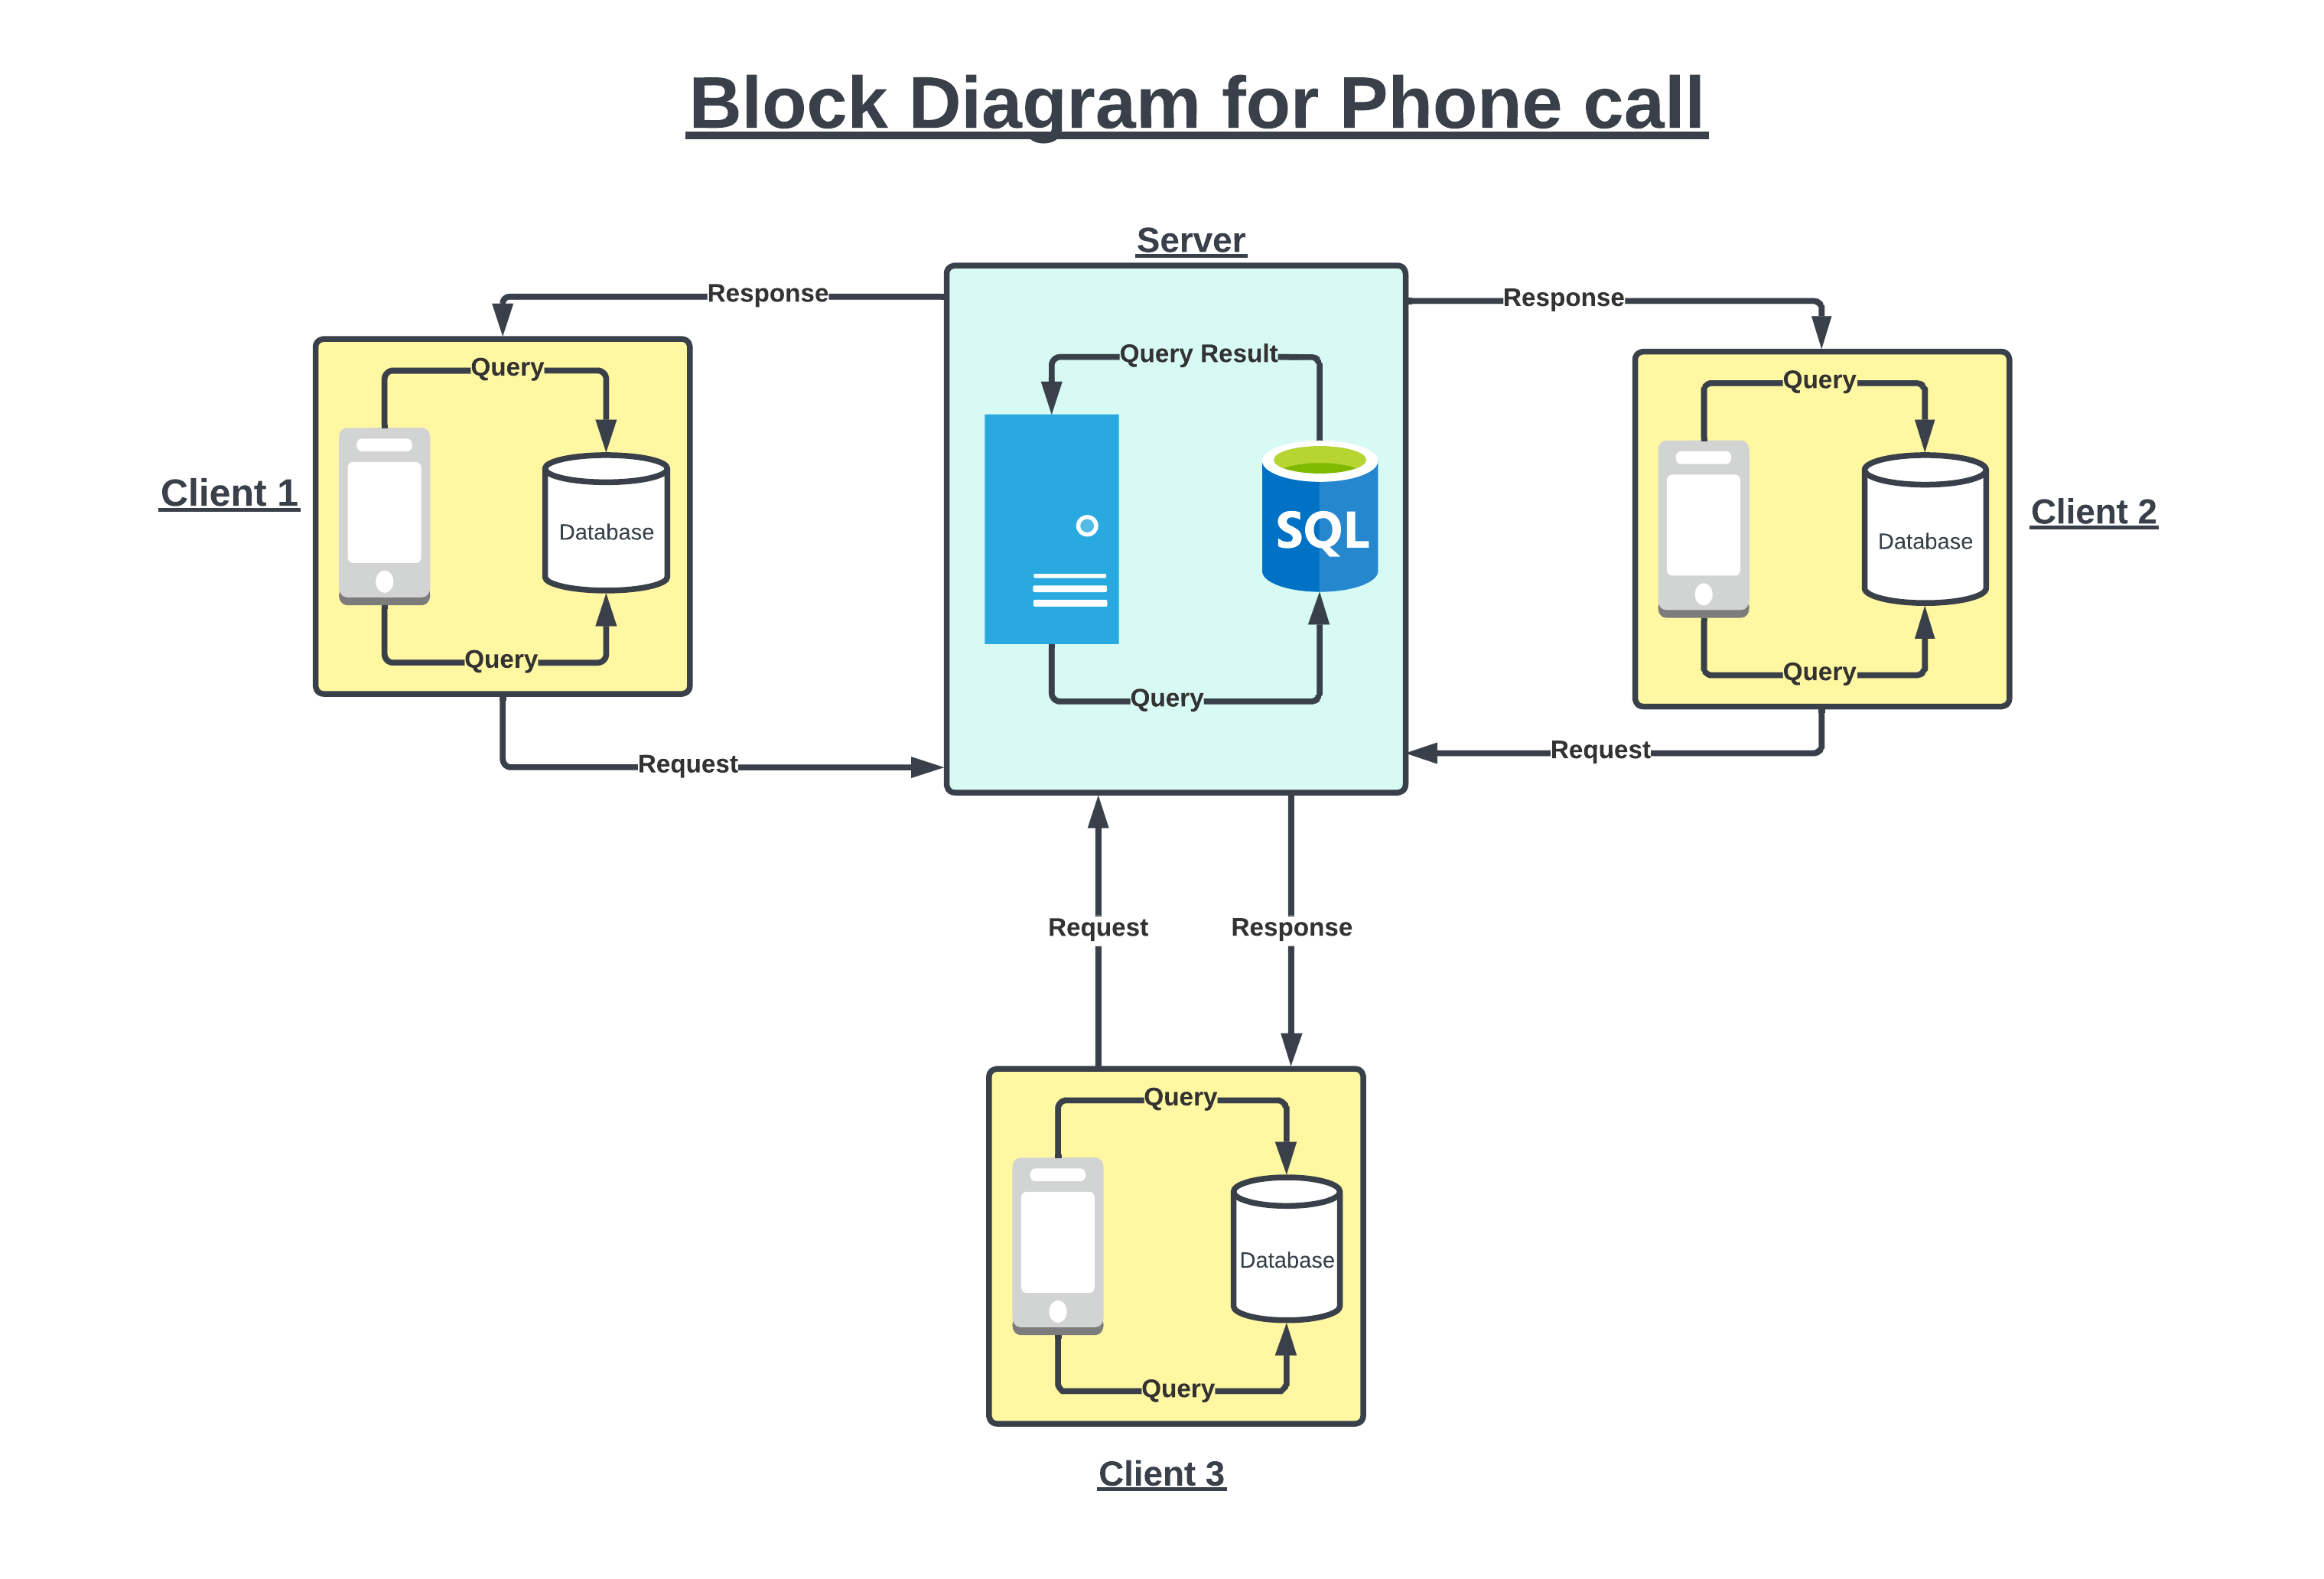 Block Diagram for Phone call
Server
Response
Response
Query Result
Query
Query
Client 1
Database
SQL
Database
Client 2
Query
Query
Query
Request
Request
Request
Response
Query
Database
Query
Client 3